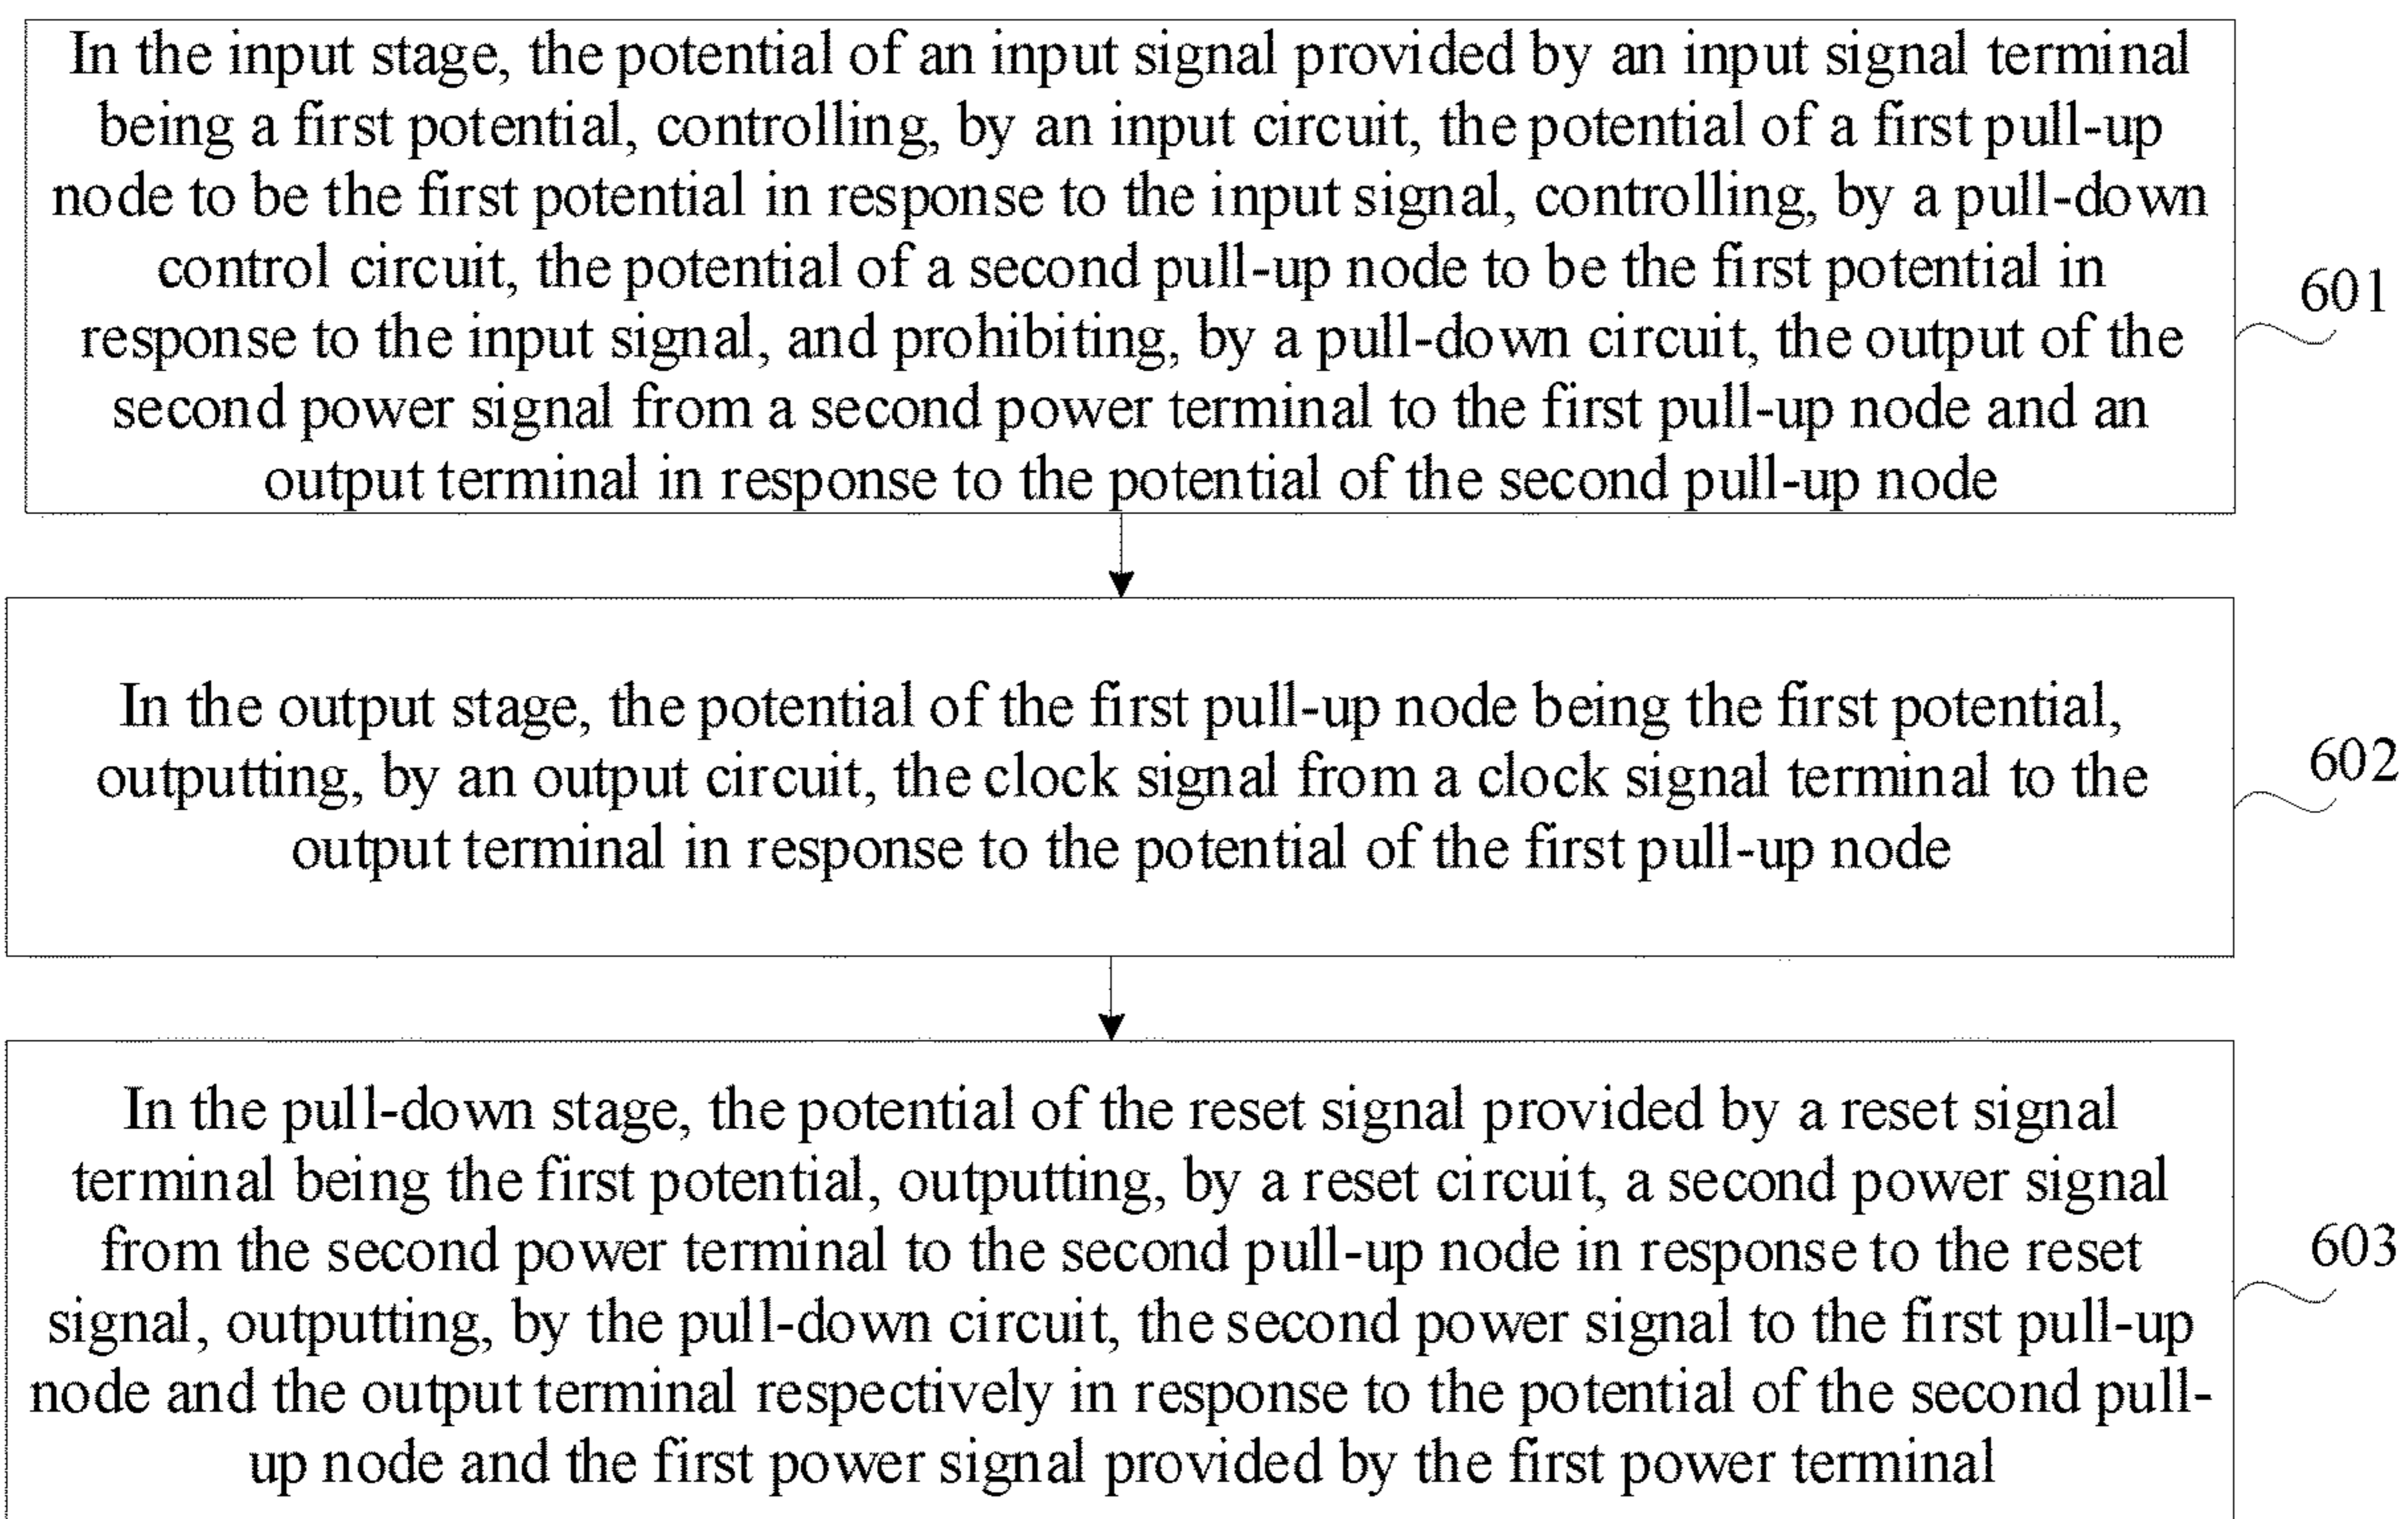 In the input stage, the potential of an input signal provided by an input signal terminal
being a first potential, controlling, by an input circuit, the potential of a first pull-up
node to be the first potential in response to the input signal, controlling, by a pull-down
control circuit, the potential of a second pull-up node to be the first potential in
response to the input signal, and prohibiting, by a pull-down circuit, the output of the
second power signal from a second power terminal to the first pull-up node and an
output terminal in response to the potential of the second pull-up node
601
In the output stage, the potential of the first pull-up node being the first potential,
outputting, by an output circuit, the clock signal from a clock signal terminal to the
output terminal in response to the potential of the first pull-up node
602
In the pull-down stage, the potential of the reset signal provided by a reset signal
terminal being the first potential, outputting, by a reset circuit, a second power signal
from the second power terminal to the second pull-up node in response to the reset
signal, outputting, by the pull-down circuit, the second power signal to the first pull-up
node and the output terminal respectively in response to the potential of the second pull-
up node and the first power signal provided by the first power terminal
603